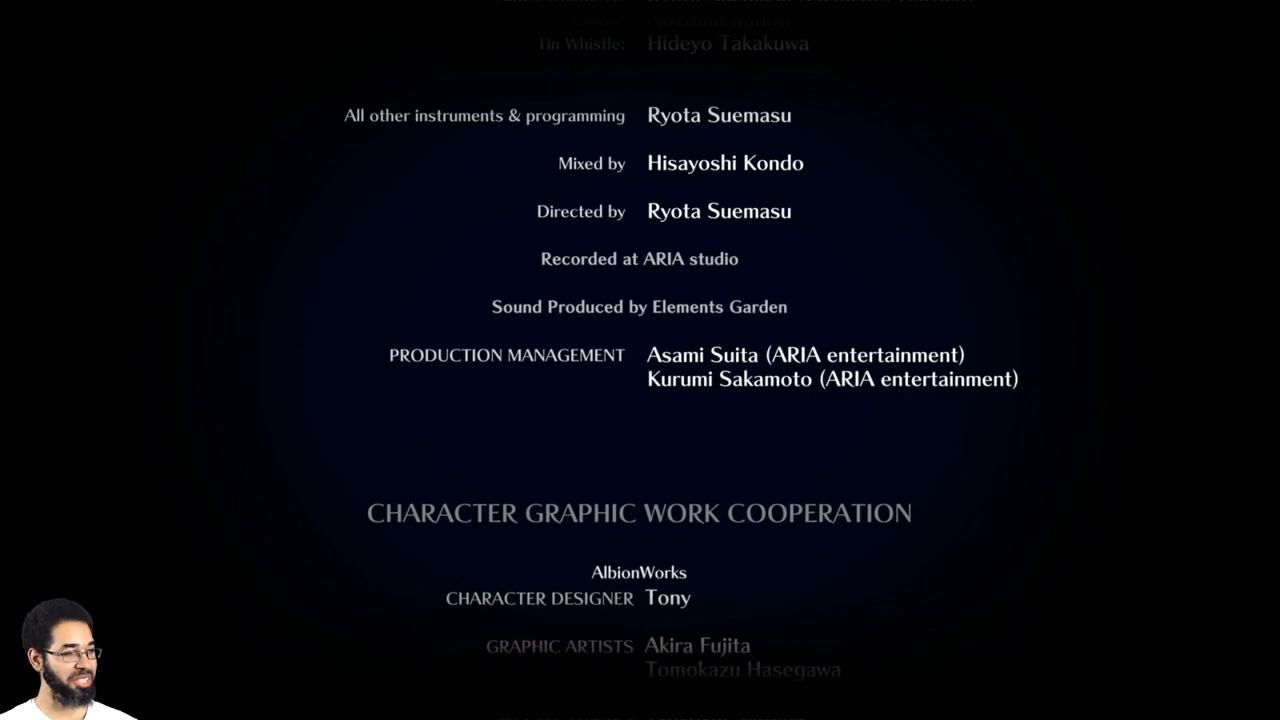 Tin Whistle: Hideyo Takakuwa
All other instruments & programming Ryota Suemasu
Mixed by Hisayoshi Kondo
Directed by Ryota Suemasu
Recorded at ARIA studio
Sound Produced by Elements Garden
PRODUCTION MANAGEMENT Asami Suita (ARIA entertainment)
Kurumi Sakamoto (ARIA entertainment)
CHARACTER GRAPHIC WORK COOPERATION
AlbionWorks
CHARACTER DESIGNER Tony
GRAPHIC ARTISTS Akira Fujita
Tomokazu Hasegawa